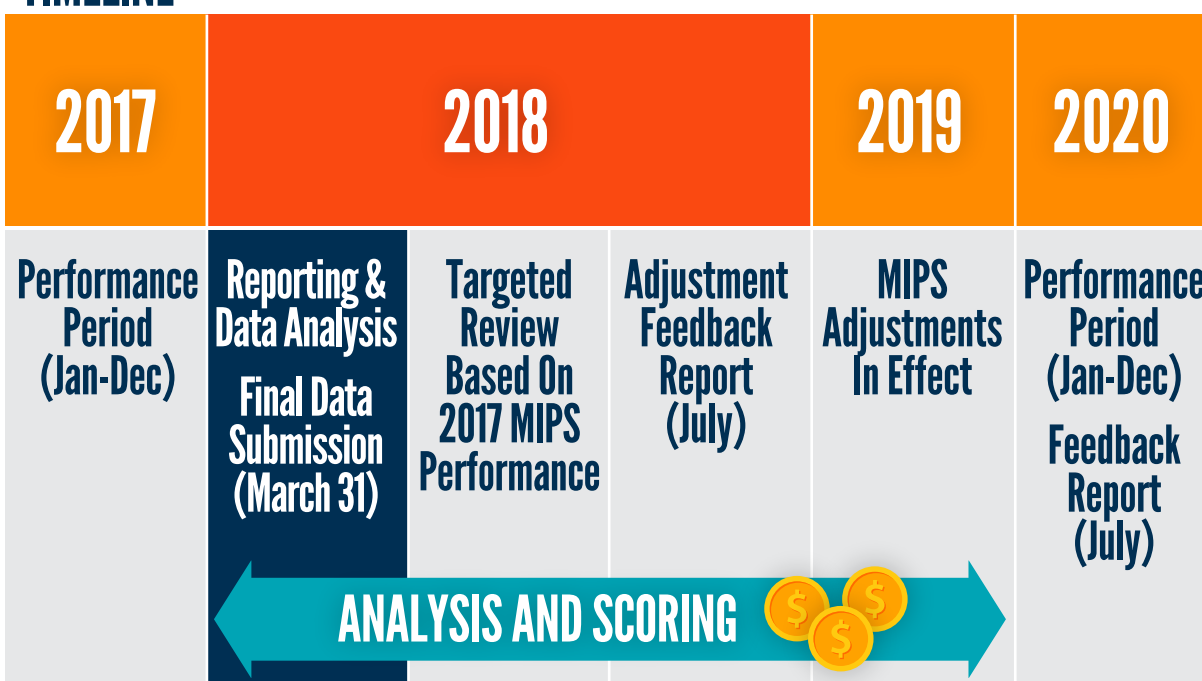 TIMELINE
2017
2018
2019
2020
Performance
Period
(Jan-Dec)
Reporting &
Data Analysis
Final Data
Submission
(March 31)
Targeted
Review
Based On
2017 MIPS
Performance
Adjustment
Feedback
Report
(July)
MIPS
Adjustments
In Effect
Performance
Period
(Jan-Dec)
Feedback
Report
(July)
ANALYSIS AND SCORING
$
$
$